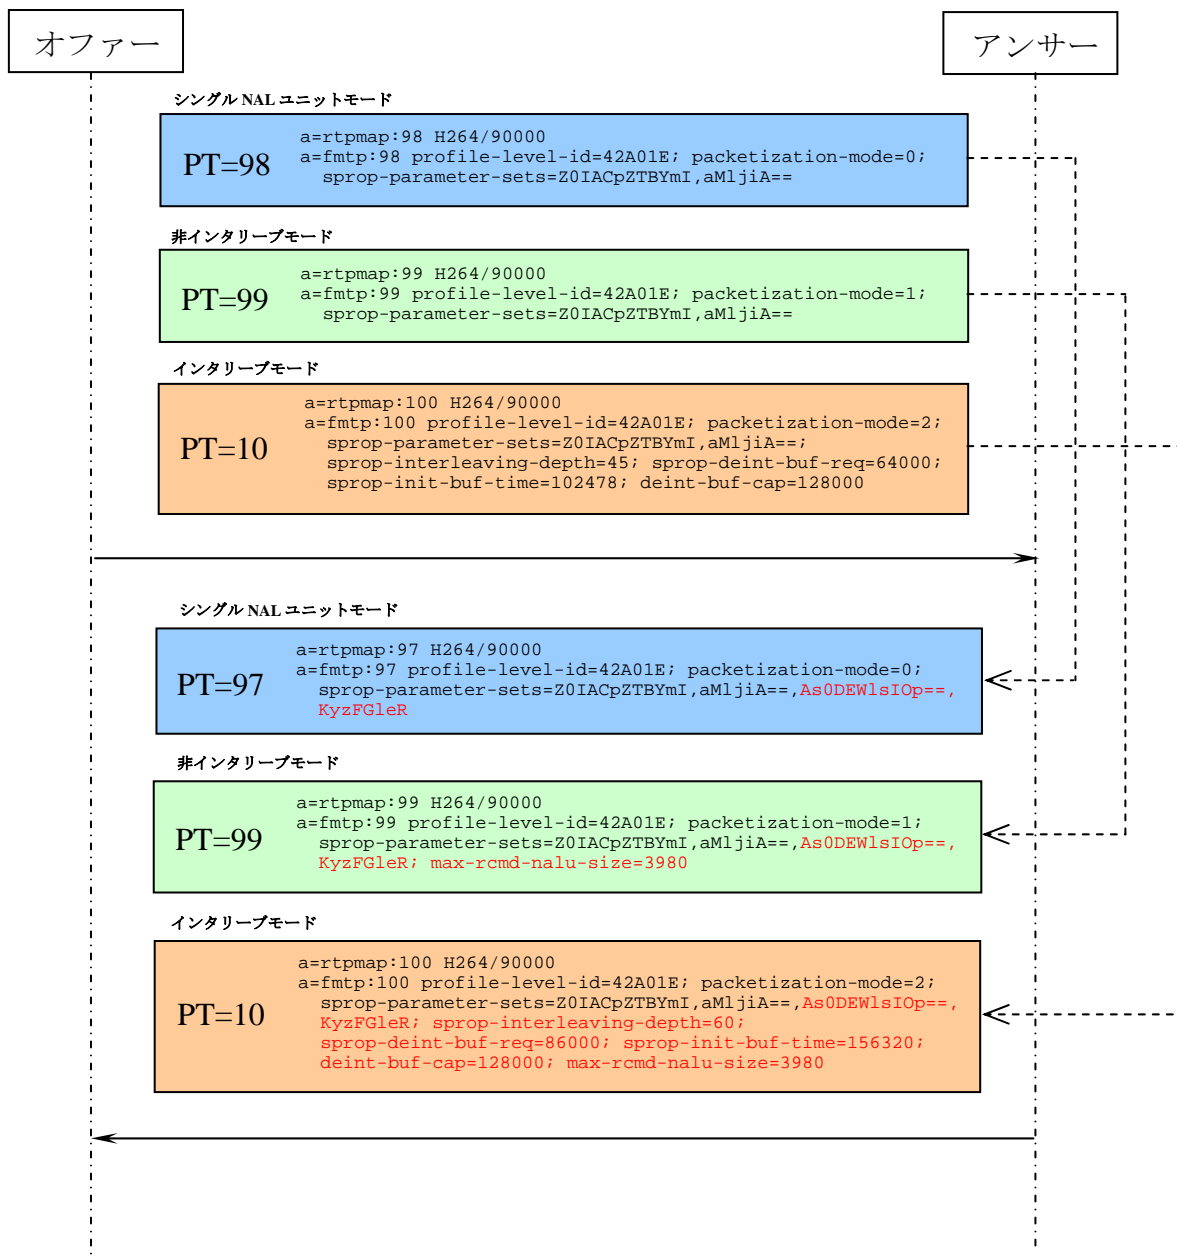 オファー
アンサー
シングル NAL ユニットモード
PT=98
a=rtpmap:98 H264/90000
a=fmtp:98 profile-level-id=42A01E; packetization-mode=0;
sprop-parameter-sets=Z0IACpZTBYmI,aMljiA==
非インタリーブモード
PT=99
a=rtpmap:99 H264/90000
a=fmtp:99 profile-level-id=42A01E; packetization-mode=1;
sprop-parameter-sets=Z0IACpZTBYmI,aMljiA==
インタリーブモード
PT=10
a=rtpmap:100 H264/90000
a=fmtp:100 profile-level-id=42A01E; packetization-mode=2;
sprop-parameter-sets=Z0IACpZTBYmI,aMljiA==;
sprop-interleaving-depth=45; sprop-deint-buf-req=64000;
sprop-init-buf-time=102478; deint-buf-cap=128000
シングル NAL ユニットモード
PT=97
a=rtpmap:97 H264/90000
a=fmtp:97 profile-level-id=42A01E; packetization-mode=0;
sprop-parameter-sets=Z0IACpZTBYmI,aMljiA==,As0DEWlsIOp==,
KyzFGleR
非インタリーブモード
PT=99
a=rtpmap:99 H264/90000
a=fmtp:99 profile-level-id=42A01E; packetization-mode=1;
sprop-parameter-sets=Z0IACpZTBYmI,aMljiA==,As0DEWlsIOp==,
KyzFGleR; max-rcmd-nalu-size=3980
インタリーブモード
PT=10
a=rtpmap:100 H264/90000
a=fmtp:100 profile-level-id=42A01E; packetization-mode=2;
sprop-parameter-sets=Z0IACpZTBYmI,aMljiA==,As0DEWlsIOp==,
KyzFGleR; sprop-interleaving-depth=60;
sprop-deint-buf-req=86000; sprop-init-buf-time=156320;
deint-buf-cap=128000; max-rcmd-nalu-size=3980